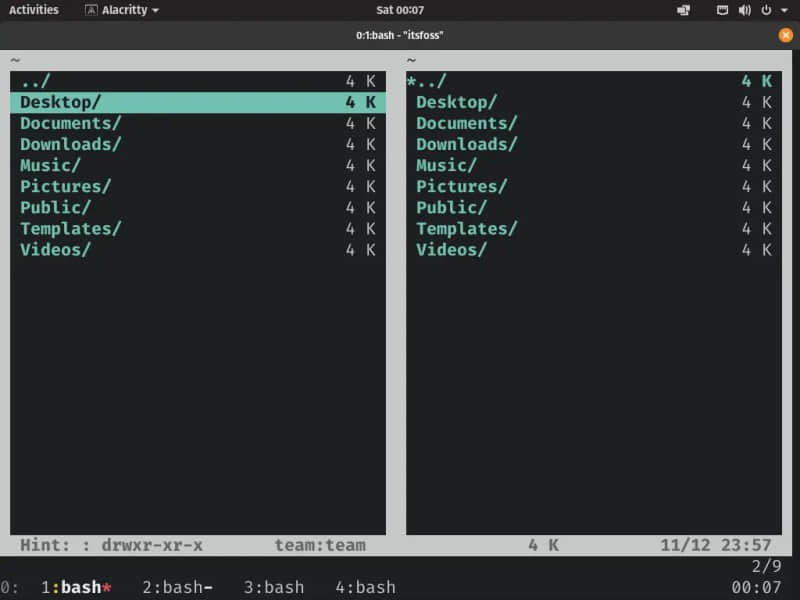 Activities Alacritty Sat 00:07
0:1:bash - "itsfoss"
~ ~
../ 4 K *../ 4 K
Desktop/ 4 K Desktop/ 4 K
Documents/ 4 K Documents/ 4 K
Downloads/ 4 K Downloads/ 4 K
Music/ 4 K Music/ 4 K
Pictures/ 4 K Pictures/ 4 K
Public/ 4 K Public/ 4 K
Templates/ 4 K Templates/ 4 K
Videos/ 4 K Videos/ 4 K
Hint: : drwxr-xr-x team:team 4 K 11/12 23:57
2/9
0: 1:bash* 2:bash- 3:bash 4:bash 00:07